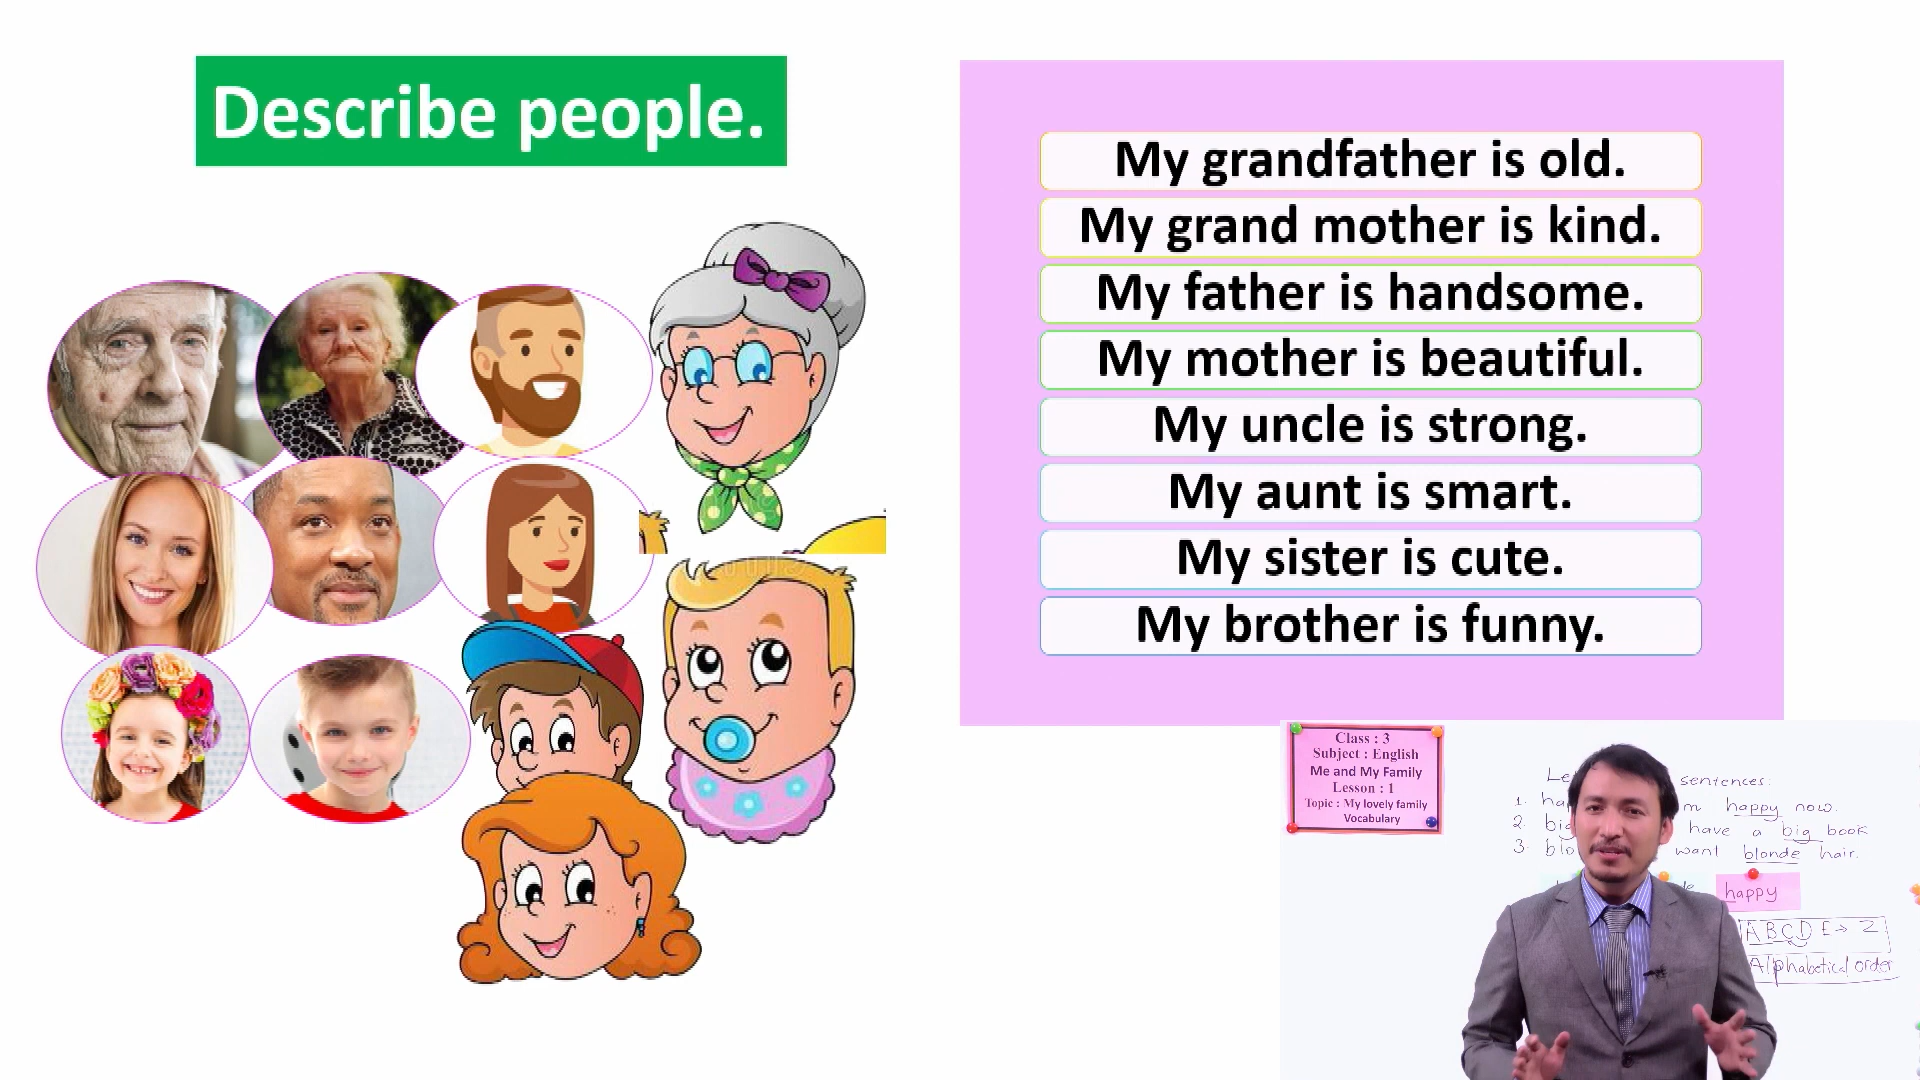 Describe people.
My grandfather is old.
My grand mother is kind.
My father is handsome.
My mother is beautiful.
My uncle is strong.
My aunt is smart.
My sister is cute.
My brother is funny.
Class : 3
Subject : English
Me and My Family
Lesson : 1
Topic : My lovely family
Vocabulary
sentences.
1. happy now.
2. have a big book
3. want blonde hair.
happy
A B C D E → Z
Alphabetical order